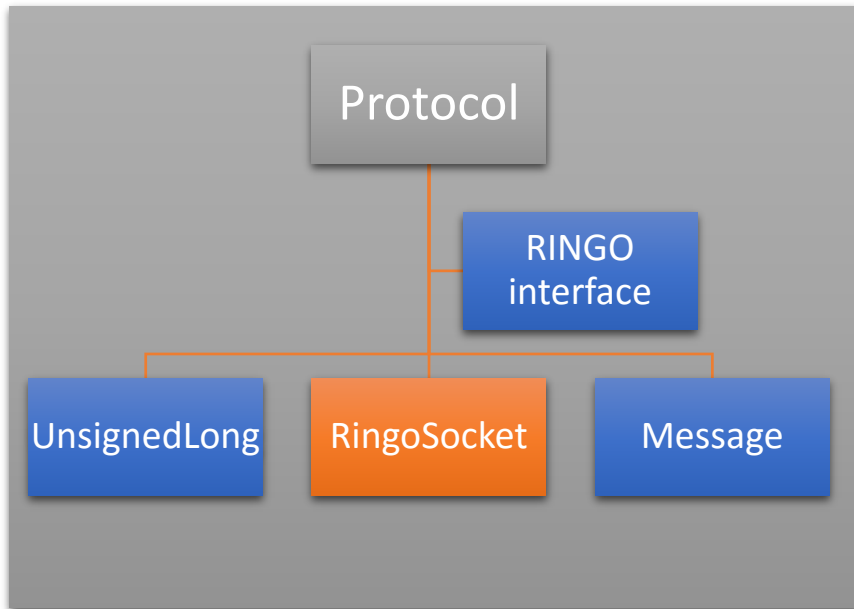 Protocol
RINGO
interface
UnsignedLong
RingoSocket
Message